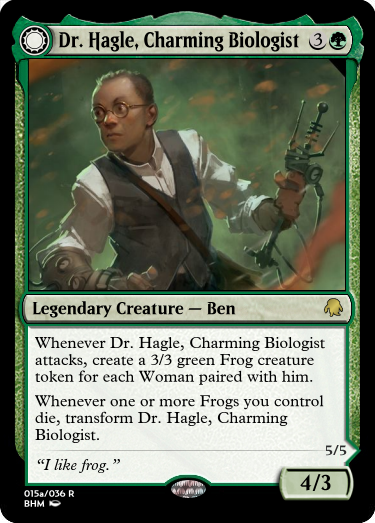 Dr. Hagle, Charming Biologist 3
Legendary Creature — Ben
Whenever Dr. Hagle, Charming Biologist
attacks, create a 3/3 green Frog creature
token for each Woman paired with him.
Whenever one or more Frogs you control
die, transform Dr. Hagle, Charming
Biologist.
5/5
“I like frog.”
4/3
015a/036 R
BHM